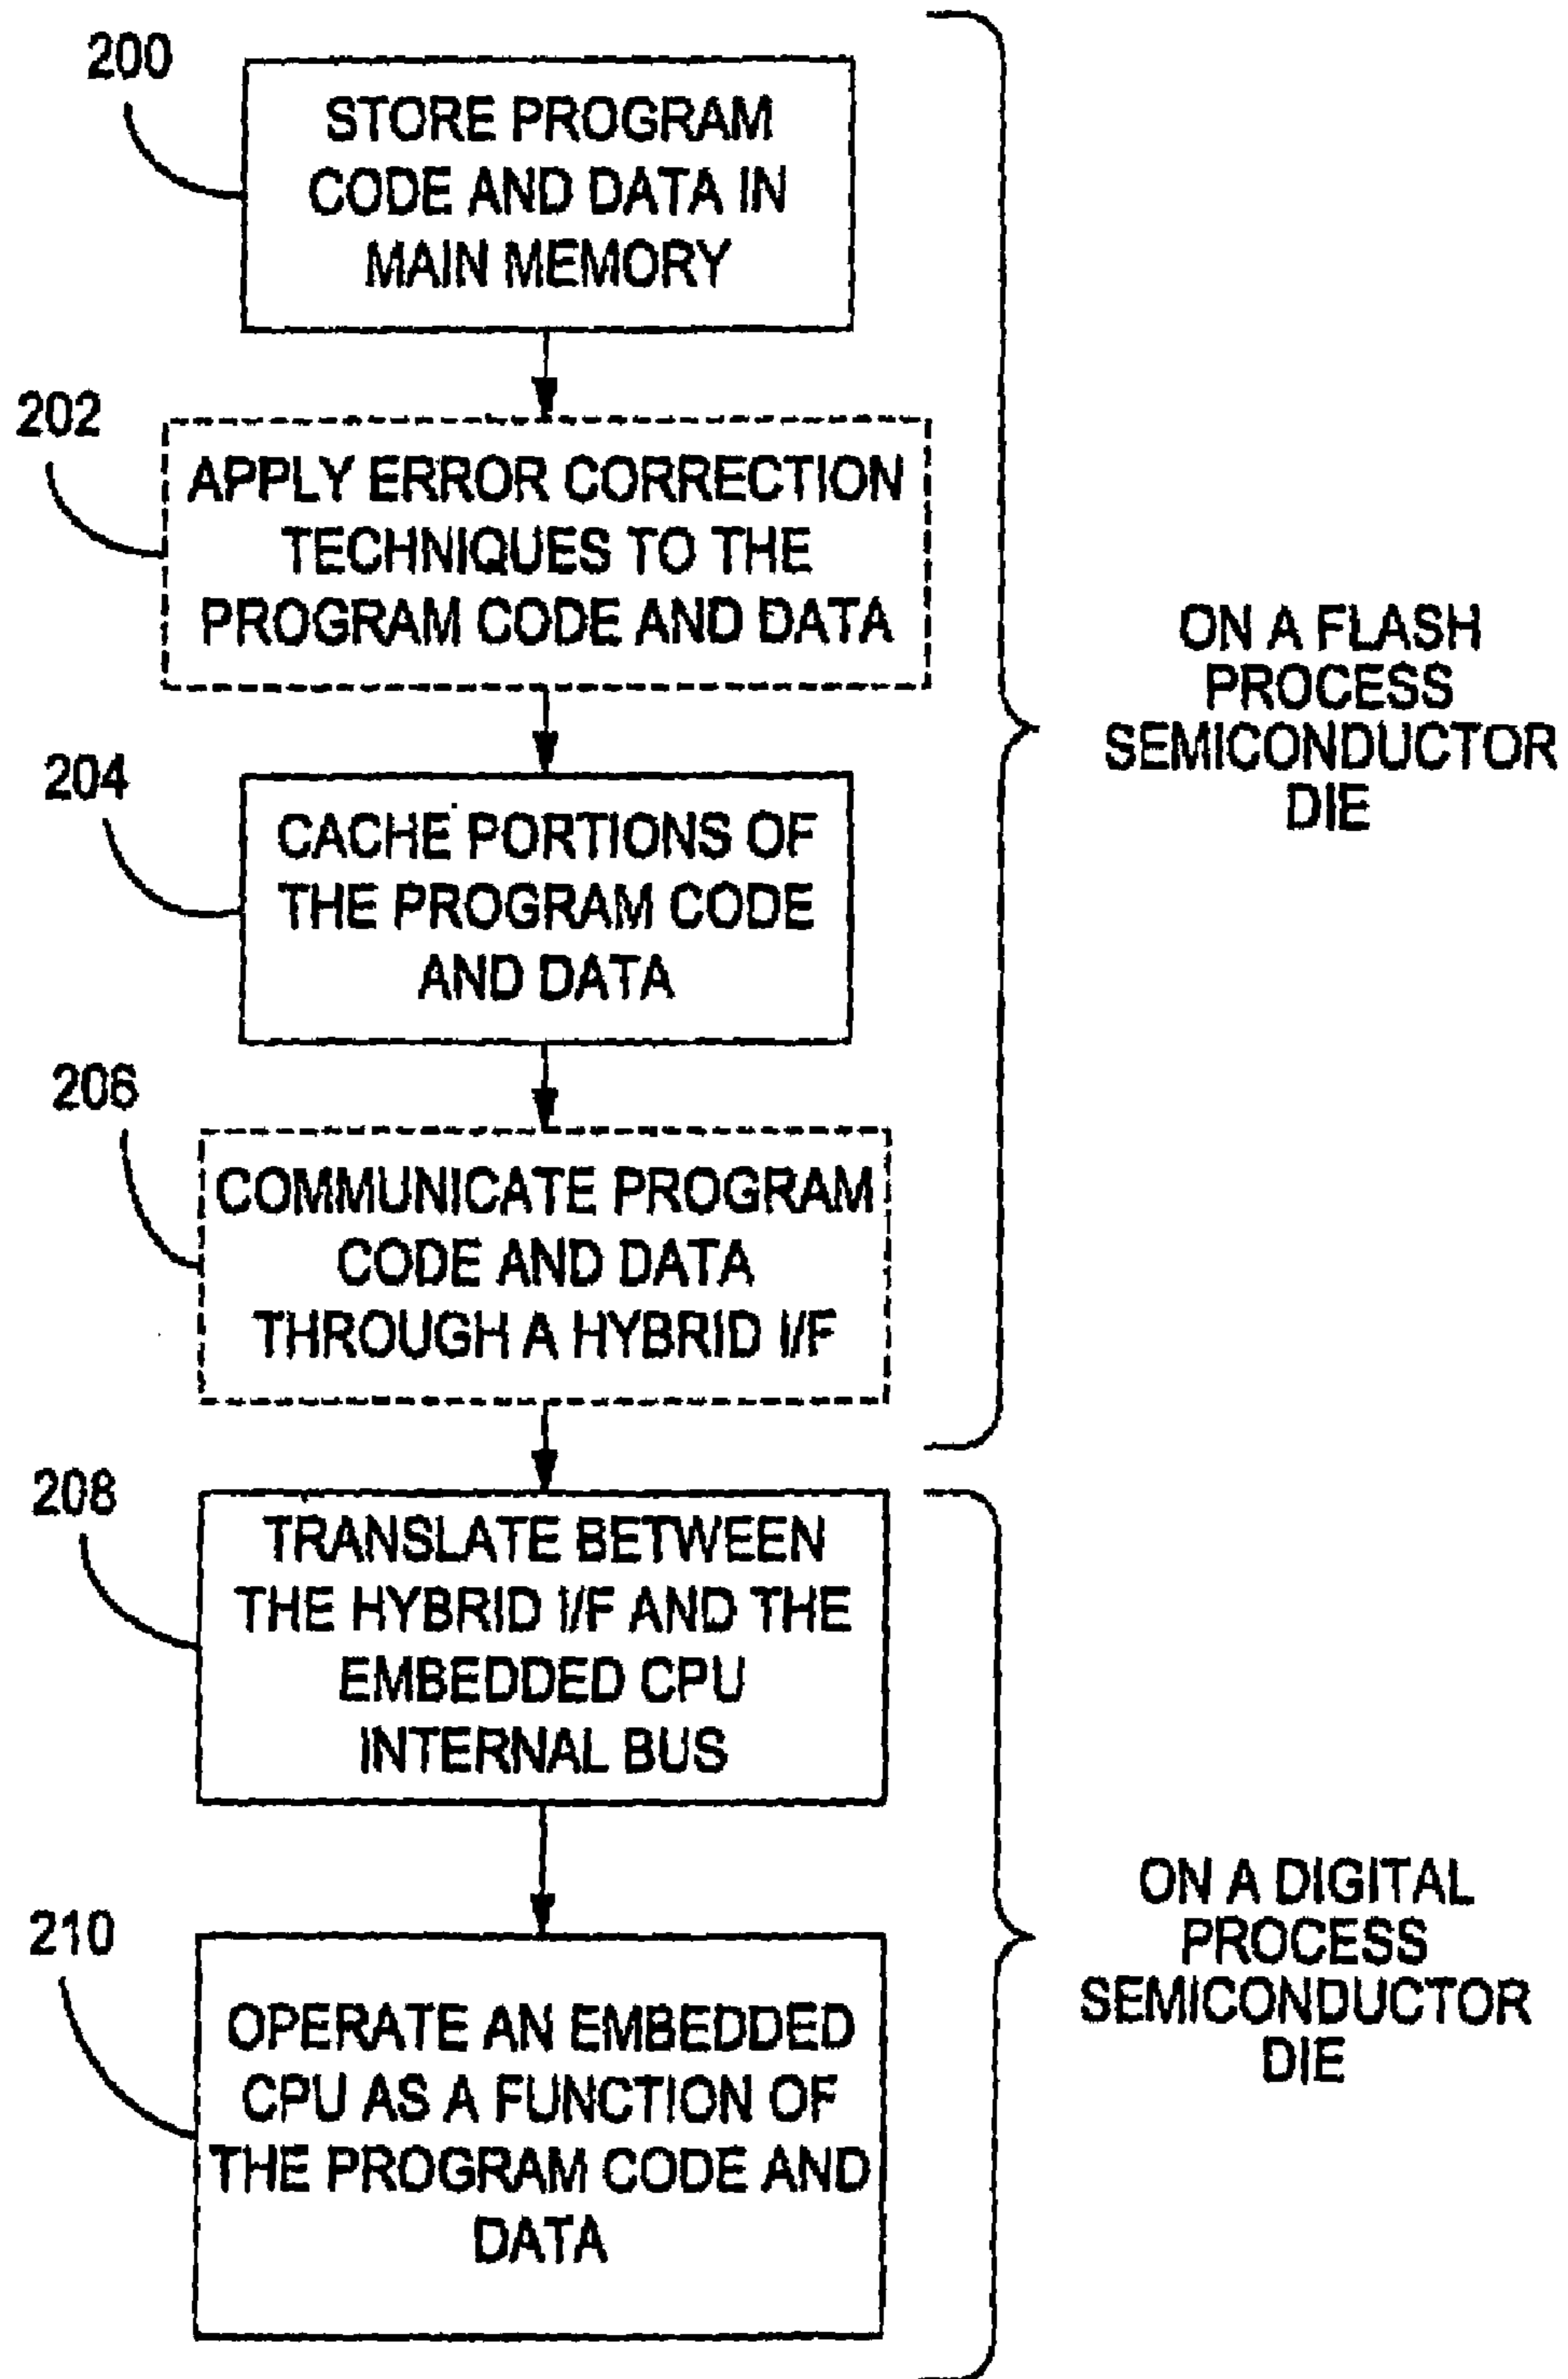 200
STORE PROGRAM
CODE AND DATA IN
MAIN MEMORY
202
APPLY ERROR CORRECTION
TECHNIQUES TO THE
PROGRAM CODE AND DATA
204
CACHE PORTIONS OF
THE PROGRAM CODE
AND DATA
206
COMMUNICATE PROGRAM
CODE AND DATA
THROUGH A HYBRID I/F
ON A FLASH
PROCESS
SEMICONDUCTOR
DIE
208
TRANSLATE BETWEEN
THE HYBRID I/F AND THE
EMBEDDED CPU
INTERNAL BUS
210
OPERATE AN EMBEDDED
CPU AS A FUNCTION OF
THE PROGRAM CODE AND
DATA
ON A DIGITAL
PROCESS
SEMICONDUCTOR
DIE